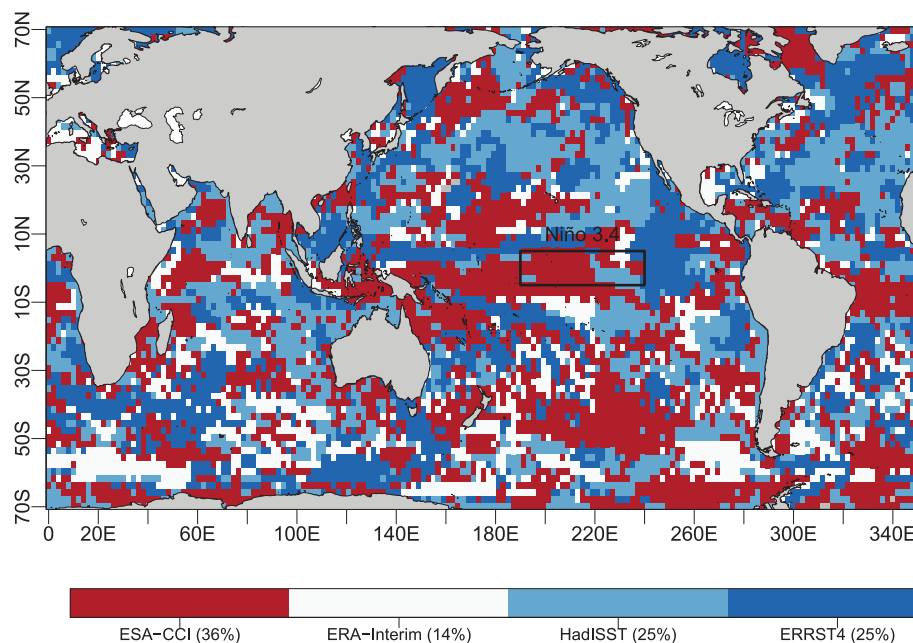 70N
50N
30N
10N
10S
30S
50S
70S
Niño 3.4
0 20E 60E 100E 140E 180E 220E 260E 300E 340E
ESA−CCI (36%) ERA−Interim (14%) HadISST (25%) ERRST4 (25%)